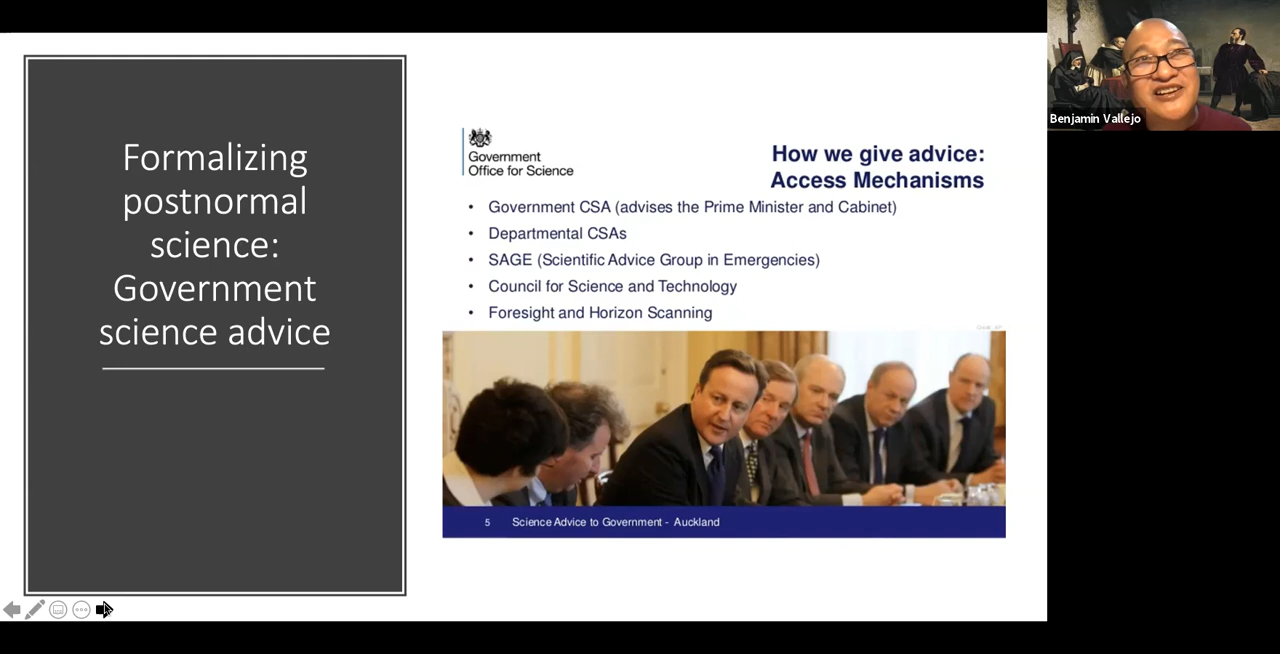 Formalizing
postnormal
science:
Government
science advice
Government
Office for Science
How we give advice:
Access Mechanisms
• Government CSA (advises the Prime Minister and Cabinet)
• Departmental CSAs
• SAGE (Scientific Advice Group in Emergencies)
• Council for Science and Technology
• Foresight and Horizon Scanning
5 Science Advice to Government - Auckland
Benjamin Vallejo